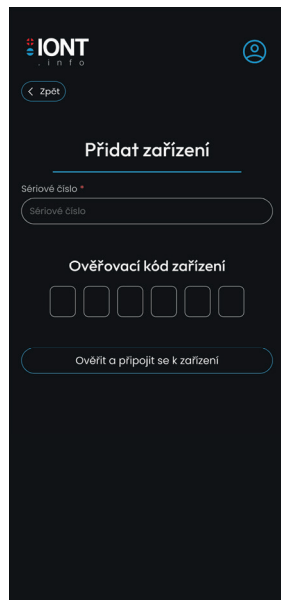 IONT
.info
Zpět
Přidat zařízení
Sériové číslo *
Sériové číslo
Ověřovací kód zařízení
Ověřit a připojit se k zařízení